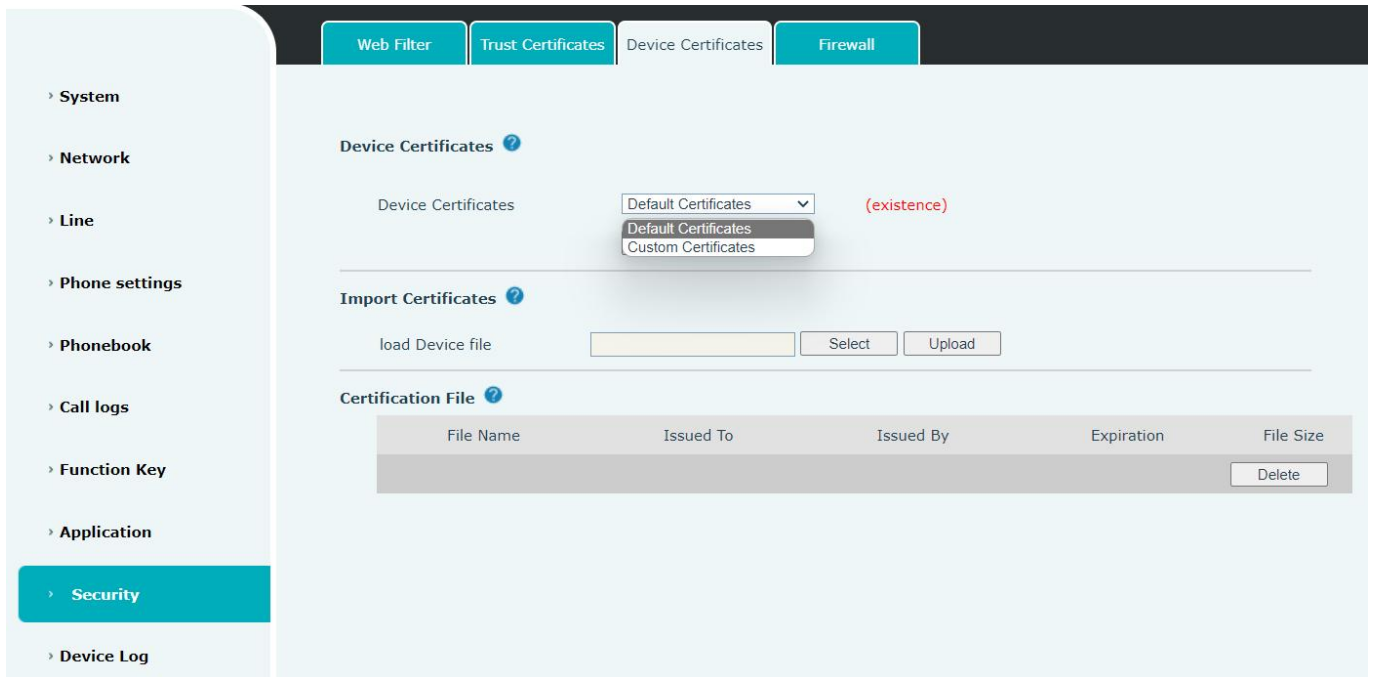 Web Filter
Trust Certificates
Device Certificates
Firewall
System
Network
Line
Phone settings
Phonebook
Call logs
Function Key
Application
Security
Device Log
Device Certificates ?
Device Certificates Default Certificates (existence)
Default Certificates
Custom Certificates
Import Certificates ?
load Device file Select Upload
Certification File ?
File Name Issued To Issued By Expiration File Size
Delete